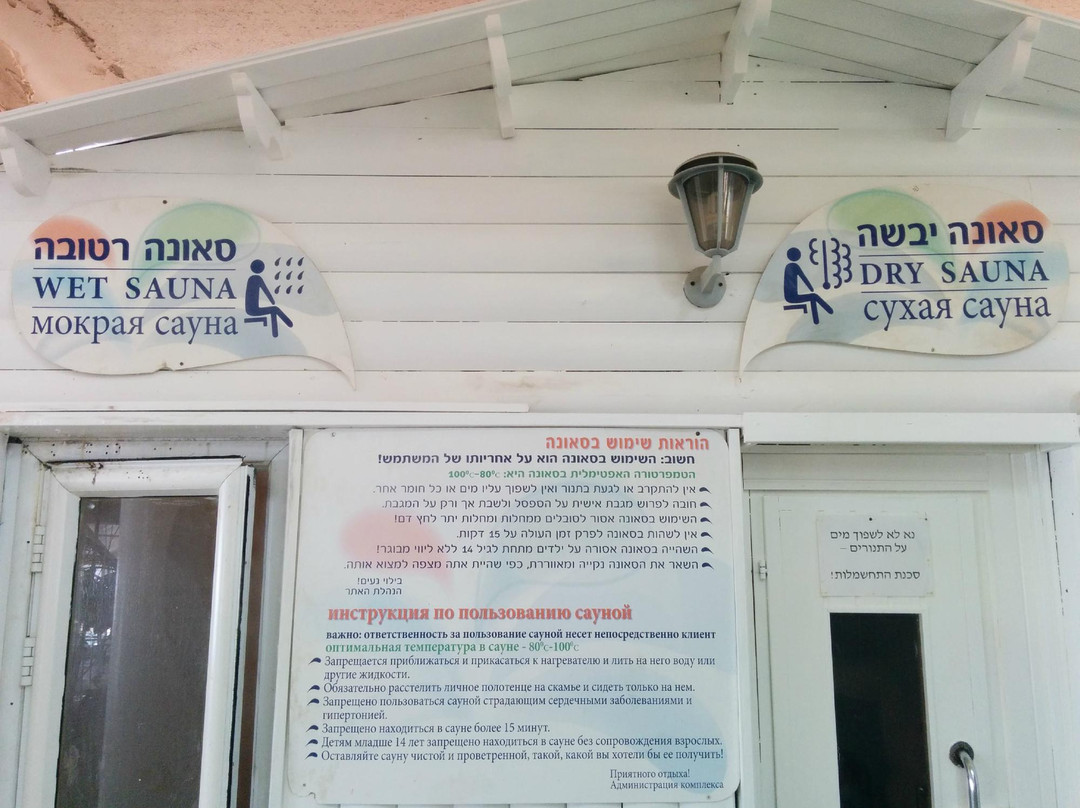 סאונה רטובה
WET SAUNA
мокрая сауна
סאונה יבשה
DRY SAUNA
сухая сауна
הוראות שימוש בסאונה
חשוב: השימוש בסאונה הוא על אחריותו של המשתמש!
הטמפרטורה האפטימלית בסאונה היא: 80°C-100°C
אין להתקרב או לגעת בתנור ואין לשפוך עליו מים או כל חומר אחר.
חובה לפרוש מגבת אישית על הספסל ולשבת אך ורק על המגבת.
השימוש בסאונה אסור לסובלים ממחלות ומחלות יתר לחץ דם!
אין לשהות בסאונה לפרק זמן העולה על 15 דקות.
השהייה בסאונה אסורה על ילדים מתחת לגיל 14 ללא ליווי מבוגר!
השאר את הסאונה נקייה ומאווררת, כפי שהיית אתה מצפה למצוא אותה.
בילוי נעים!
הנהלת האתר
инструкция по пользованию сауной
важно: ответственность за пользование сауной несет непосредственно клиент
оптимальная температура в сауне - 80°C-100°C
Запрещается приближаться и прикасаться к нагревателю и лить на него воду или
другие жидкости.
Обязательно расстелить личное полотенце на скамье и сидеть только на нем.
Запрещено пользоваться сауной страдающим сердечными заболеваниями и
гипертонией.
Запрещено находиться в сауне более 15 минут.
Детям младше 14 лет запрещено находиться в сауне без сопровождения взрослых.
Оставляйте сауну чистой и проветренной, такой, какой вы хотели бы ее получить!
Приятного отдыха!
Администрация комплекса
נא לא לשפוך מים
על התנורים –
סכנת התחשמלות!